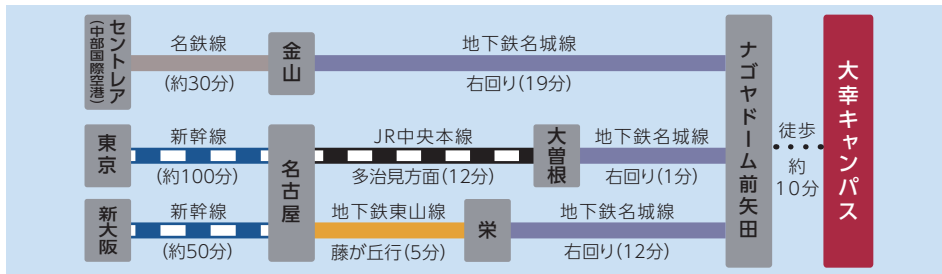 セントレア
(中部国際空港)
名鉄線
(約30分)
金山
地下鉄名城線
右回り(19分)
東京
新幹線
(約100分)
名古屋
JR中央本線
多治見方面(12分)
大曽根
地下鉄名城線
右回り(1分)
新大阪
新幹線
(約50分)
地下鉄東山線
藤が丘行(5分)
栄
地下鉄名城線
右回り(12分)
ナゴヤドーム前矢田
徒歩
約
10分
大幸キャンパス